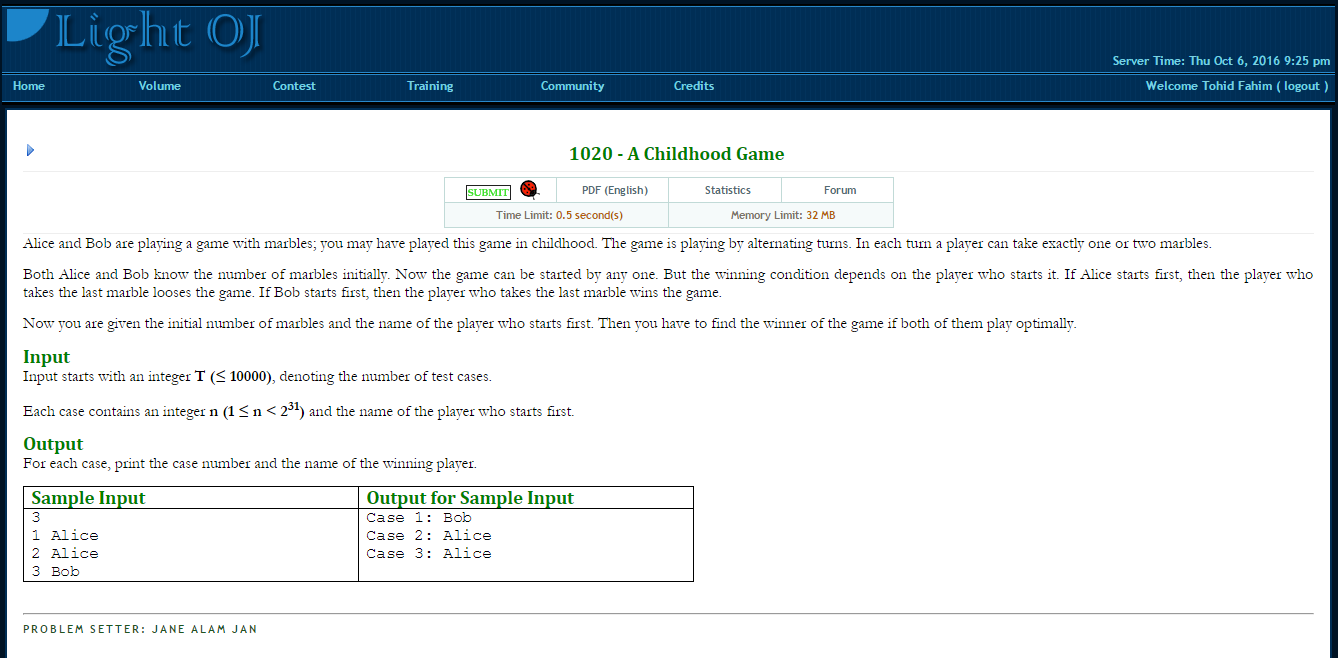 Light OJ
Server Time: Thu Oct 6, 2016 9:25 pm
Home Volume Contest Training Community Credits Welcome Tohid Fahim ( logout )
1020 - A Childhood Game
SUBMIT PDF (English) Statistics Forum
Time Limit: 0.5 second(s) Memory Limit: 32 MB
Alice and Bob are playing a game with marbles; you may have played this game in childhood. The game is playing by alternating turns. In each turn a player can take exactly one or two marbles.
Both Alice and Bob know the number of marbles initially. Now the game can be started by any one. But the winning condition depends on the player who starts it. If Alice starts first, then the player who
takes the last marble looses the game. If Bob starts first, then the player who takes the last marble wins the game.
Now you are given the initial number of marbles and the name of the player who starts first. Then you have to find the winner of the game if both of them play optimally.
Input
Input starts with an integer T (≤ 10000), denoting the number of test cases.
Each case contains an integer n (1 ≤ n < 2³¹) and the name of the player who starts first.
Output
For each case, print the case number and the name of the winning player.
Sample Input Output for Sample Input
3 Case 1: Bob
1 Alice Case 2: Alice
2 Alice Case 3: Alice
3 Bob
PROBLEM SETTER: JANE ALAM JAN